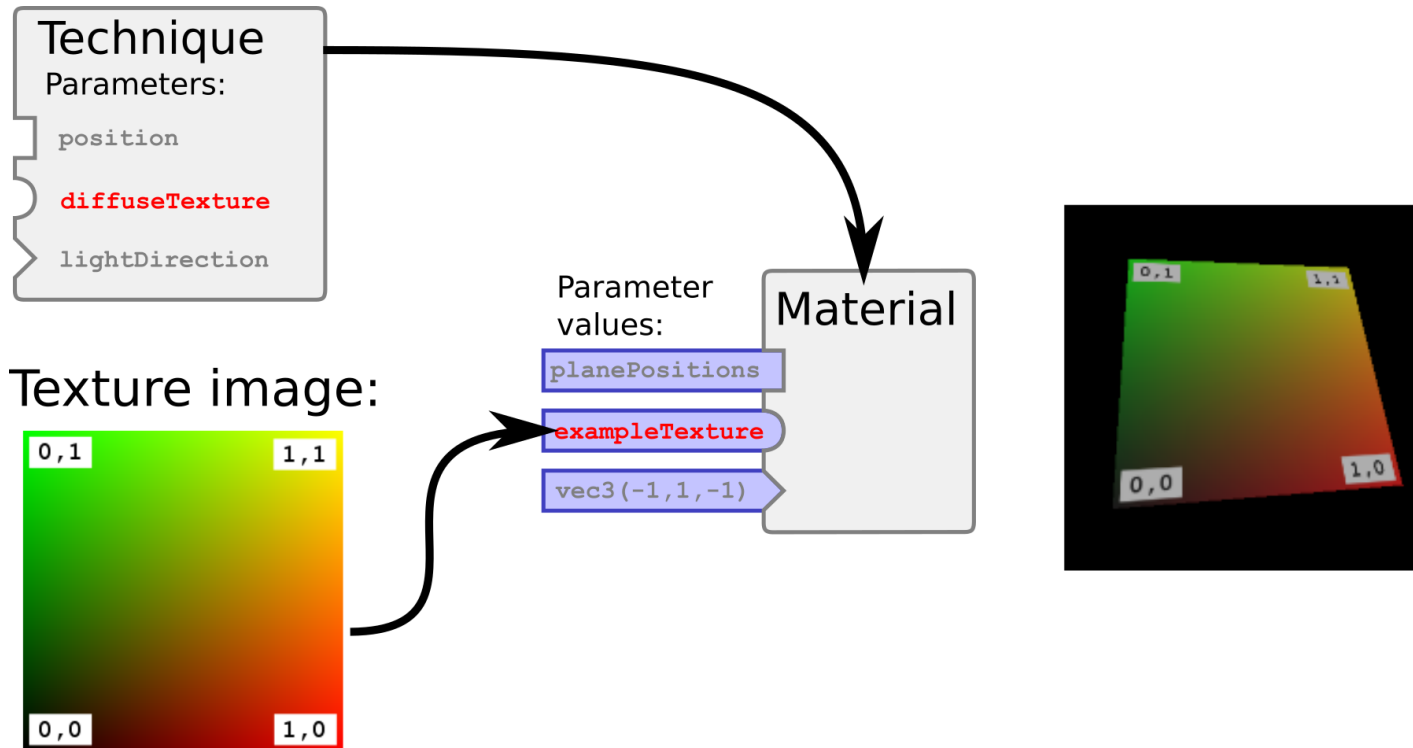 Technique
Parameters:
position
diffuseTexture
lightDirection
Texture image:
0,1
1,1
0,0
1,0
Parameter
values:
planePositions
exampleTexture
vec3(-1,1,-1)
Material
0,1
1,1
0,0
1,0